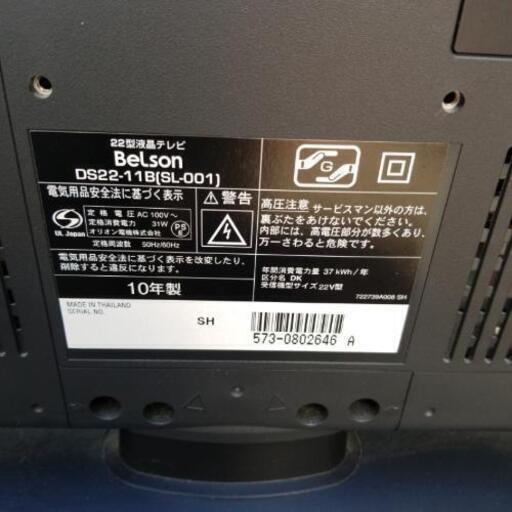 22型液晶テレビ
BeLson
DS22-11B(SL-001)
電気用品安全法に基づく表示
UL Japan
定格電圧 AC 100V～
定格消費電力 31W
オリオン電機株式会社
定格周波数 50Hz/60Hz
PS
E
電気用品安全法に基づく表示を改変したり、
削除すると違反になります。
10年製
警告
G
高圧注意 サービスマン以外の方は、
裏ぶたをあけないでください。
内部には、高電圧部分が数多くあり、
万一さわると危険です。
年間消費電力量 37 kWh/年
区分名 DK
受信機型サイズ 22V型
722739A008 SH
MADE IN THAILAND
SERIAL NO.
SH
573-0802646 A